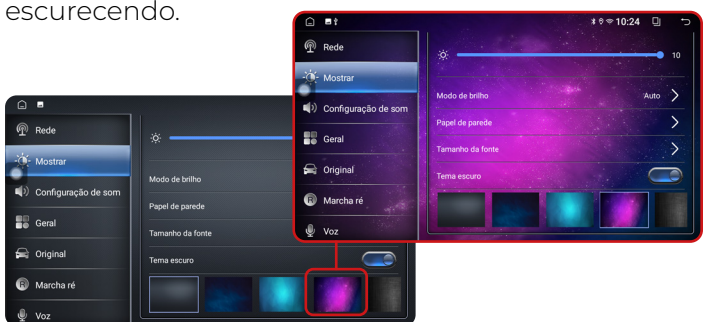 escurecendo.
10:24
Rede
Mostrar
Configuração de som
Geral
Original
Marcha ré
Voz
10
Modo de brilho
Auto
Papel de parede
Tamanho da fonte
Tema escuro
Rede
Mostrar
Configuração de som
Geral
Original
Marcha ré
Voz
Modo de brilho
Papel de parede
Tamanho da fonte
Tema escuro